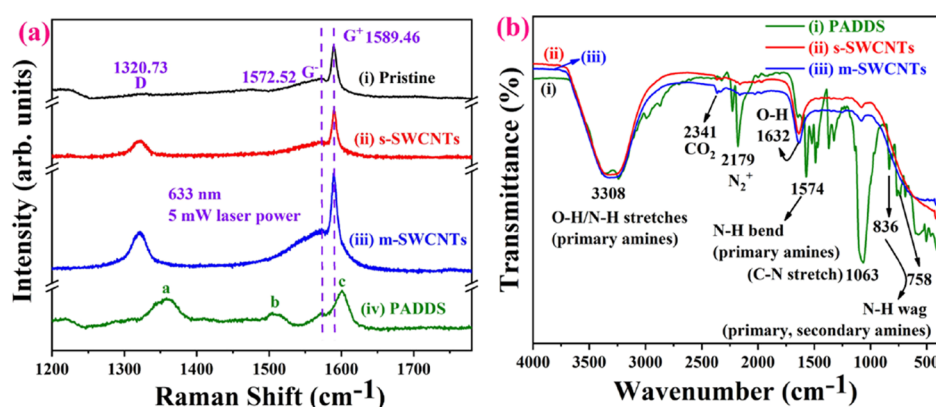 (a)
G+ 1589.46
1320.73
D
1572.52 G-
(i) Pristine
(ii) s-SWCNTs
633 nm
5 mW laser power
(iii) m-SWCNTs
a
b
c
(iv) PADDS
Intensity (arb. units)
1200 1300 1400 1500 1600 1700
Raman Shift (cm-1)
(b)
(i) PADDS
(ii) s-SWCNTs
(iii) m-SWCNTs
(ii)
(iii)
(i)
O-H
1632
2341
CO2
2179
N2+
3308
O-H/N-H stretches
(primary amines)
1574
N-H bend
(primary amines)
(C-N stretch) 1063
836
758
N-H wag
(primary, secondary amines)
Transmittance (%)
4000 3500 3000 2500 2000 1500 1000 500
Wavenumber (cm-1)